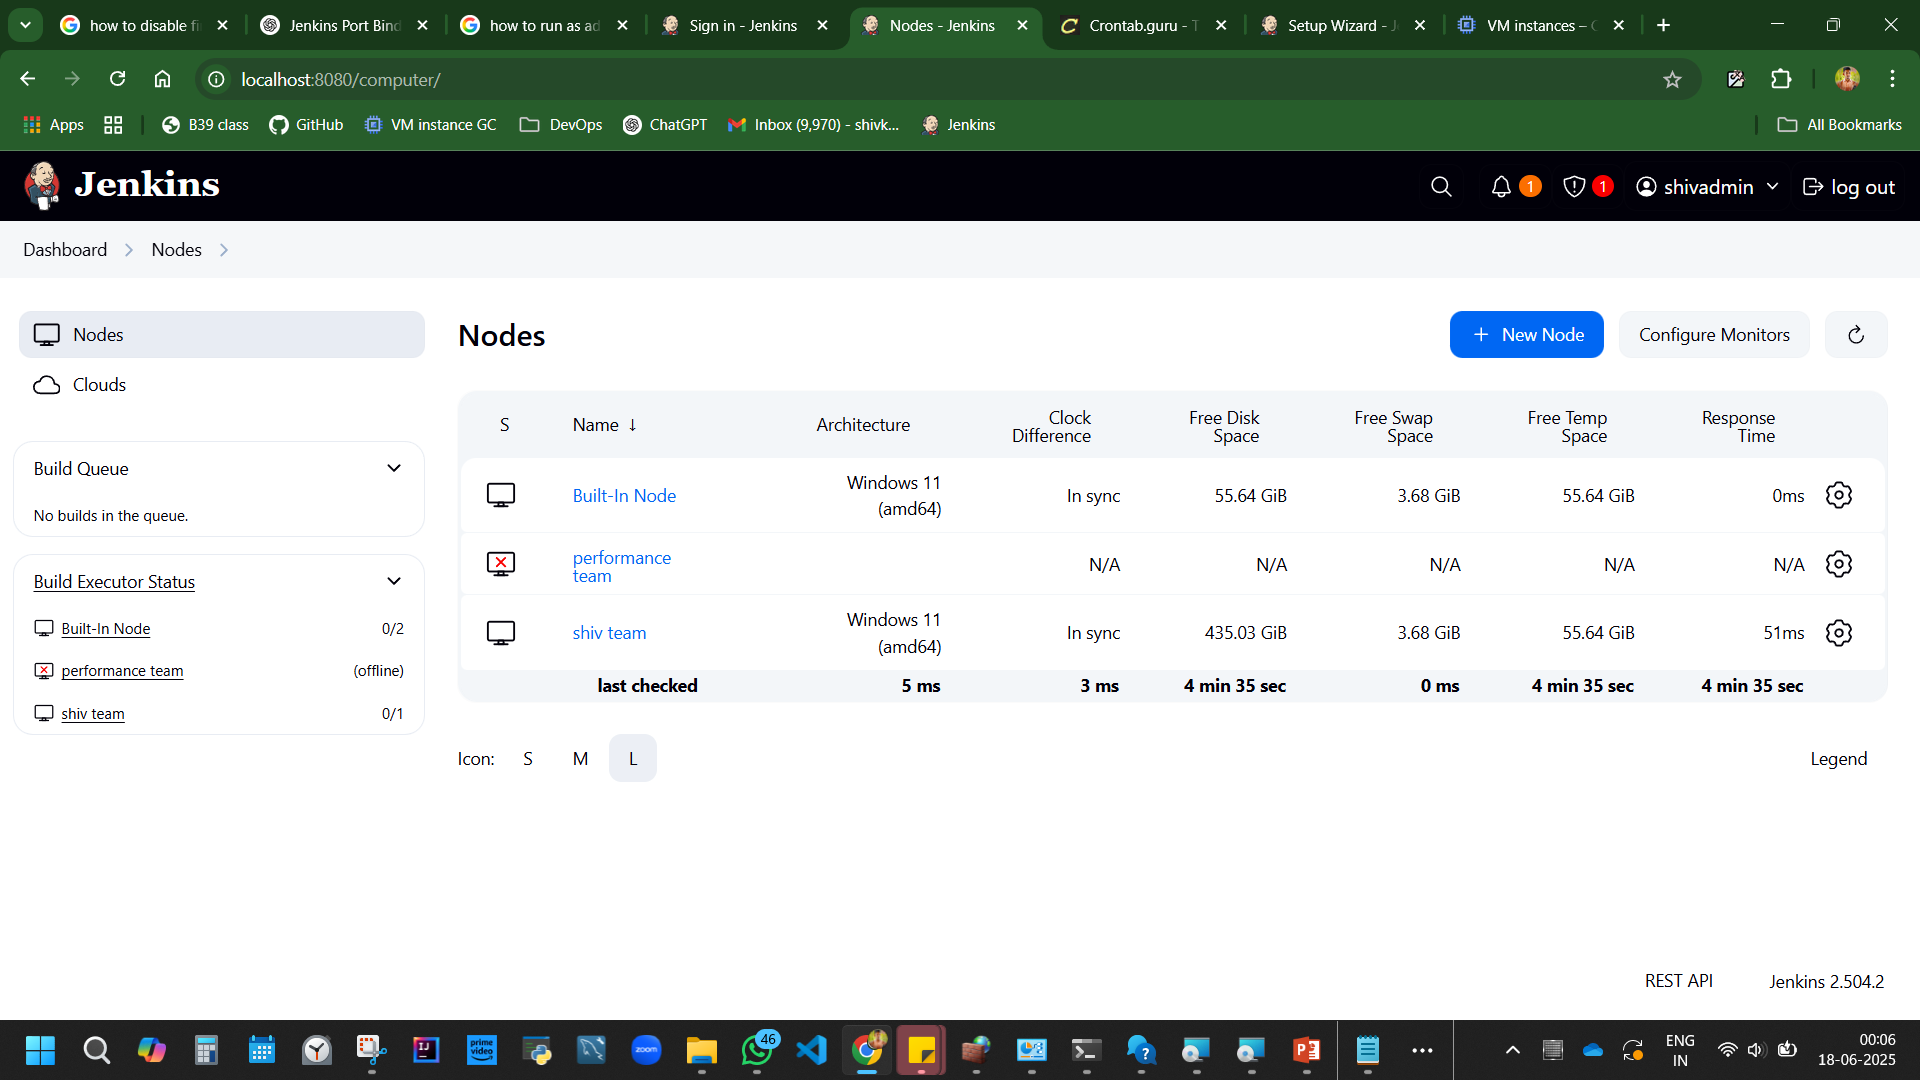 how to disable fi
Jenkins Port Bind
how to run as ad
Sign in - Jenkins
Nodes - Jenkins
Crontab.guru - T
Setup Wizard - J
VM instances – C
localhost:8080/computer/
Apps
B39 class
GitHub
VM instance GC
DevOps
ChatGPT
Inbox (9,970) - shivk...
Jenkins
All Bookmarks
Jenkins
1
1
shivadmin
log out
Dashboard
Nodes
Nodes
Clouds
Build Queue
No builds in the queue.
Build Executor Status
Built-In Node 0/2
performance team (offline)
shiv team 0/1
Nodes
+ New Node
Configure Monitors
S Name ↓ Architecture Clock Difference Free Disk Space Free Swap Space Free Temp Space Response Time
Built-In Node Windows 11 (amd64) In sync 55.64 GiB 3.68 GiB 55.64 GiB 0ms
performance team N/A N/A N/A N/A N/A
shiv team Windows 11 (amd64) In sync 435.03 GiB 3.68 GiB 55.64 GiB 51ms
last checked 5 ms 3 ms 4 min 35 sec 0 ms 4 min 35 sec 4 min 35 sec
Icon: S M L
Legend
REST API
Jenkins 2.504.2
IJ
prime video
zoom
46
ENG
IN
00:06
18-06-2025